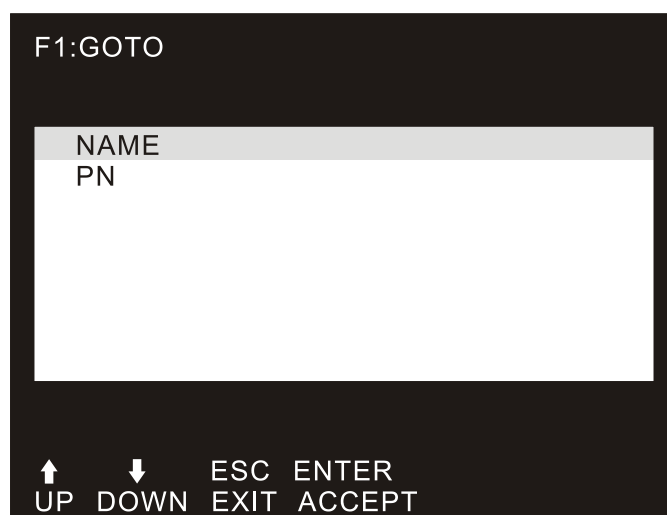 F1:GOTO
NAME
PN
ESC ENTER
UP DOWN EXIT ACCEPT